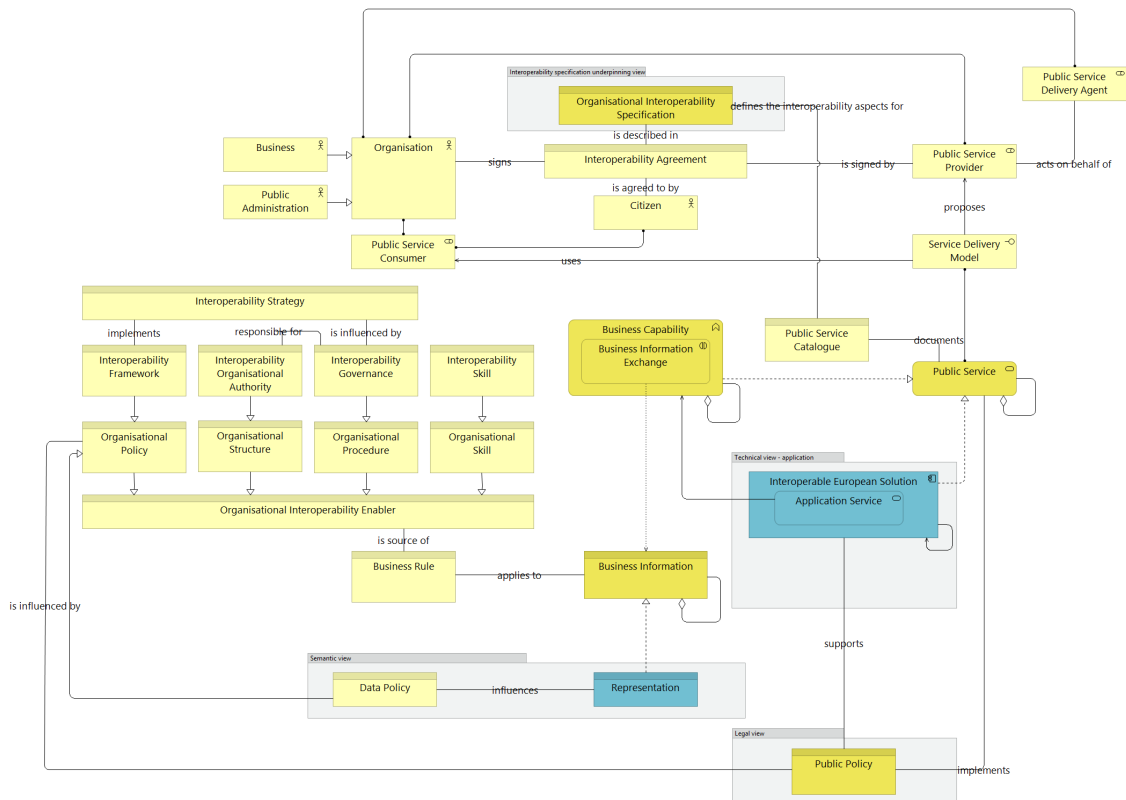 Interoperability specification underpinning view
Public Service
Delivery Agent
Organisational Interoperability
Specification
defines the interoperability aspects for
is described in
Business
Organisation
signs
Interoperability Agreement
is signed by
Public Service
Provider
acts on behalf of
is agreed to by
Public
Administration
Citizen
proposes
Public Service
Consumer
Service Delivery
Model
uses
Interoperability Strategy
implements
responsible for
is influenced by
Business Capability
Business Information
Exchange
Public Service
Catalogue
documents
Interoperability
Framework
Interoperability
Organisational
Authority
Interoperability
Governance
Interoperability
Skill
Public Service
Organisational
Policy
Organisational
Structure
Organisational
Procedure
Organisational
Skill
Technical view - application
Interoperable European Solution
Application Service
Organisational Interoperability Enabler
is source of
Business Rule
applies to
Business Information
is influenced by
supports
Semantic view
Data Policy
influences
Representation
Legal view
Public Policy
implements